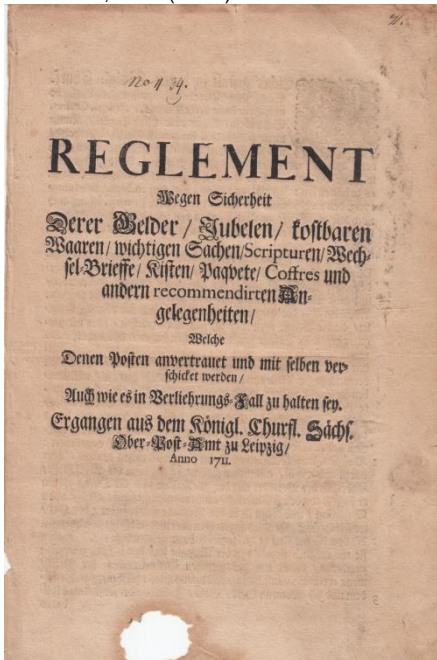 No 11 39.
REGLEMENT
Wegen Sicherheit
Derer Gelder / Jubelen / kostbaren
Waaren / wichtigen Sachen / Scripturen / Wech-
sel-Brieffe / Kisten / Paqvete / Coffres und
andern recommendirten An-
gelegenheiten /
Welche
Denen Posten anvertrauet und mit selben ver-
schicket werden /
Auch wie es in Verliehrungs-Fall zu halten sey.
Ergangen aus dem Königl. Churfl. Sächs.
Ober-Post-Amt zu Leipzig /
Anno 1711.